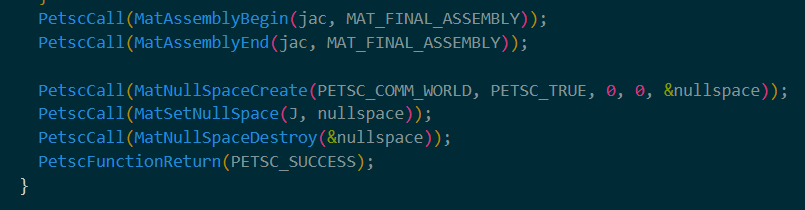 }
PetscCall(MatAssemblyBegin(jac, MAT_FINAL_ASSEMBLY));
PetscCall(MatAssemblyEnd(jac, MAT_FINAL_ASSEMBLY));
PetscCall(MatNullSpaceCreate(PETSC_COMM_WORLD, PETSC_TRUE, 0, 0, &nullspace));
PetscCall(MatSetNullSpace(J, nullspace));
PetscCall(MatNullSpaceDestroy(&nullspace));
PetscFunctionReturn(PETSC_SUCCESS);
}